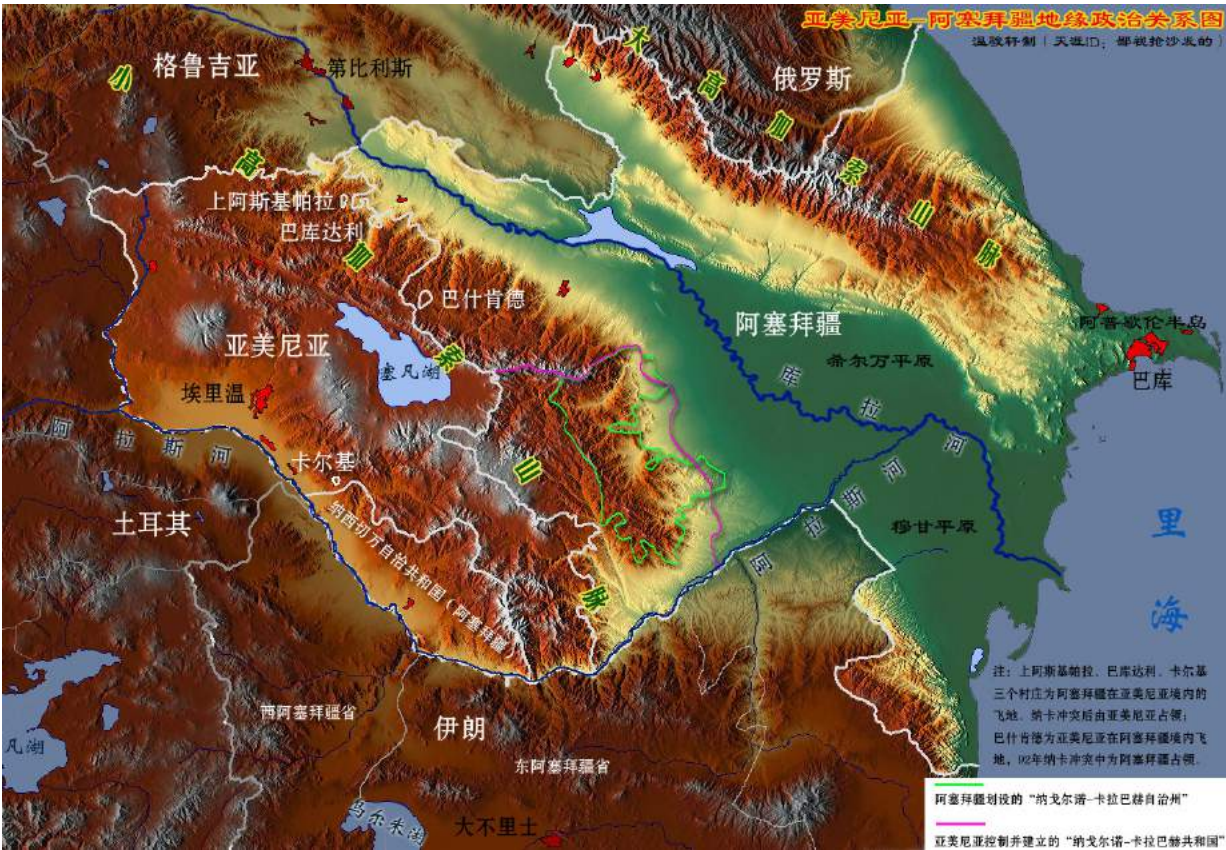 亚美尼亚-阿塞拜疆地缘政治关系图
温骏轩制（天涯ID：鄙视抢沙发的）
格鲁吉亚
第比利斯
俄罗斯
大高加索山脉
小高加索山脉
上阿斯基帕拉
巴库达利
巴什肯德
亚美尼亚
塞凡湖
埃里温
阿塞拜疆
希尔万平原
阿普歇伦半岛
巴库
库拉河
阿拉斯河
卡尔基
纳西切万自治共和国（阿塞拜疆）
土耳其
阿拉斯河
穆甘平原
里海
西阿塞拜疆省
伊朗
东阿塞拜疆省
凡湖
乌尔米湖
大不里士
注：上阿斯基帕拉、巴库达利、卡尔基
三个村庄为阿塞拜疆在亚美尼亚境内的
飞地、纳卡冲突后由亚美尼亚占领；
巴什肯德为亚美尼亚在阿塞拜疆境内飞
地，92年纳卡冲突中为阿塞拜疆占领.
阿塞拜疆划设的“纳戈尔诺-卡拉巴赫自治州”
亚美尼亚控制并建立的“纳戈尔诺-卡拉巴赫共和国”